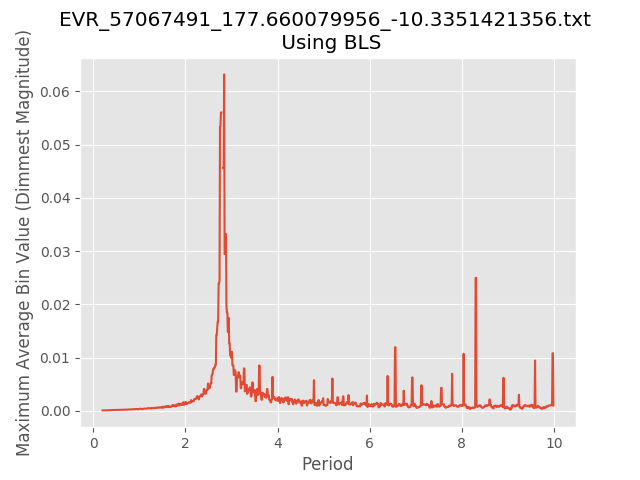 EVR_57067491_177.660079956_-10.3351421356.txt
Using BLS
Maximum Average Bin Value (Dimmest Magnitude)
0.06
0.05
0.04
0.03
0.02
0.01
0.00
0 2 4 6 8 10
Period